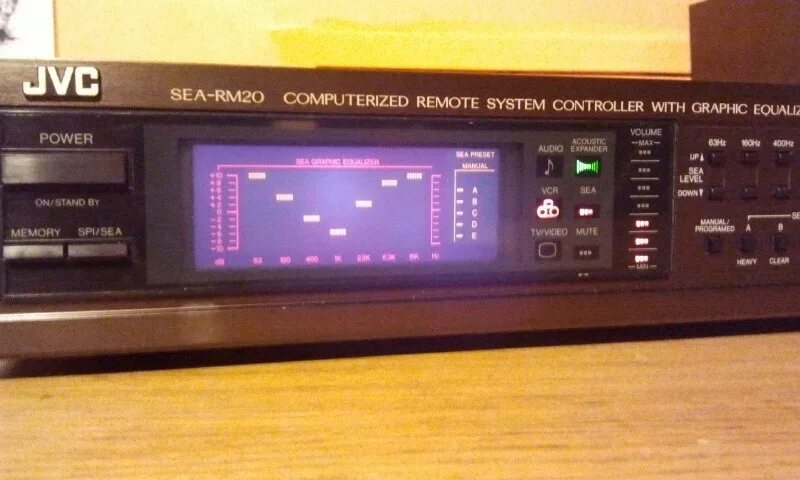 JVC
SEA-RM20 COMPUTERIZED REMOTE SYSTEM CONTROLLER WITH GRAPHIC EQUALIZ
POWER
ON/STAND BY
MEMORY SPI/SEA
SEA GRAPHIC EQUALIZER
+10
+8
+6
+4
+2
0
-2
-4
-6
-8
-10
dB 63 160 400 1K 2.5K 6.3K 16K Hz
SEA PRESET
MANUAL
A
B
C
D
E
AUDIO
ACOUSTIC
EXPANDER
VCR SEA
TV/VIDEO MUTE
VOLUME
MAX
MIN
63Hz 160Hz 400Hz
UP
SEA
LEVEL
DOWN
MANUAL/
PROGRAMED
A B
HEAVY CLEAR